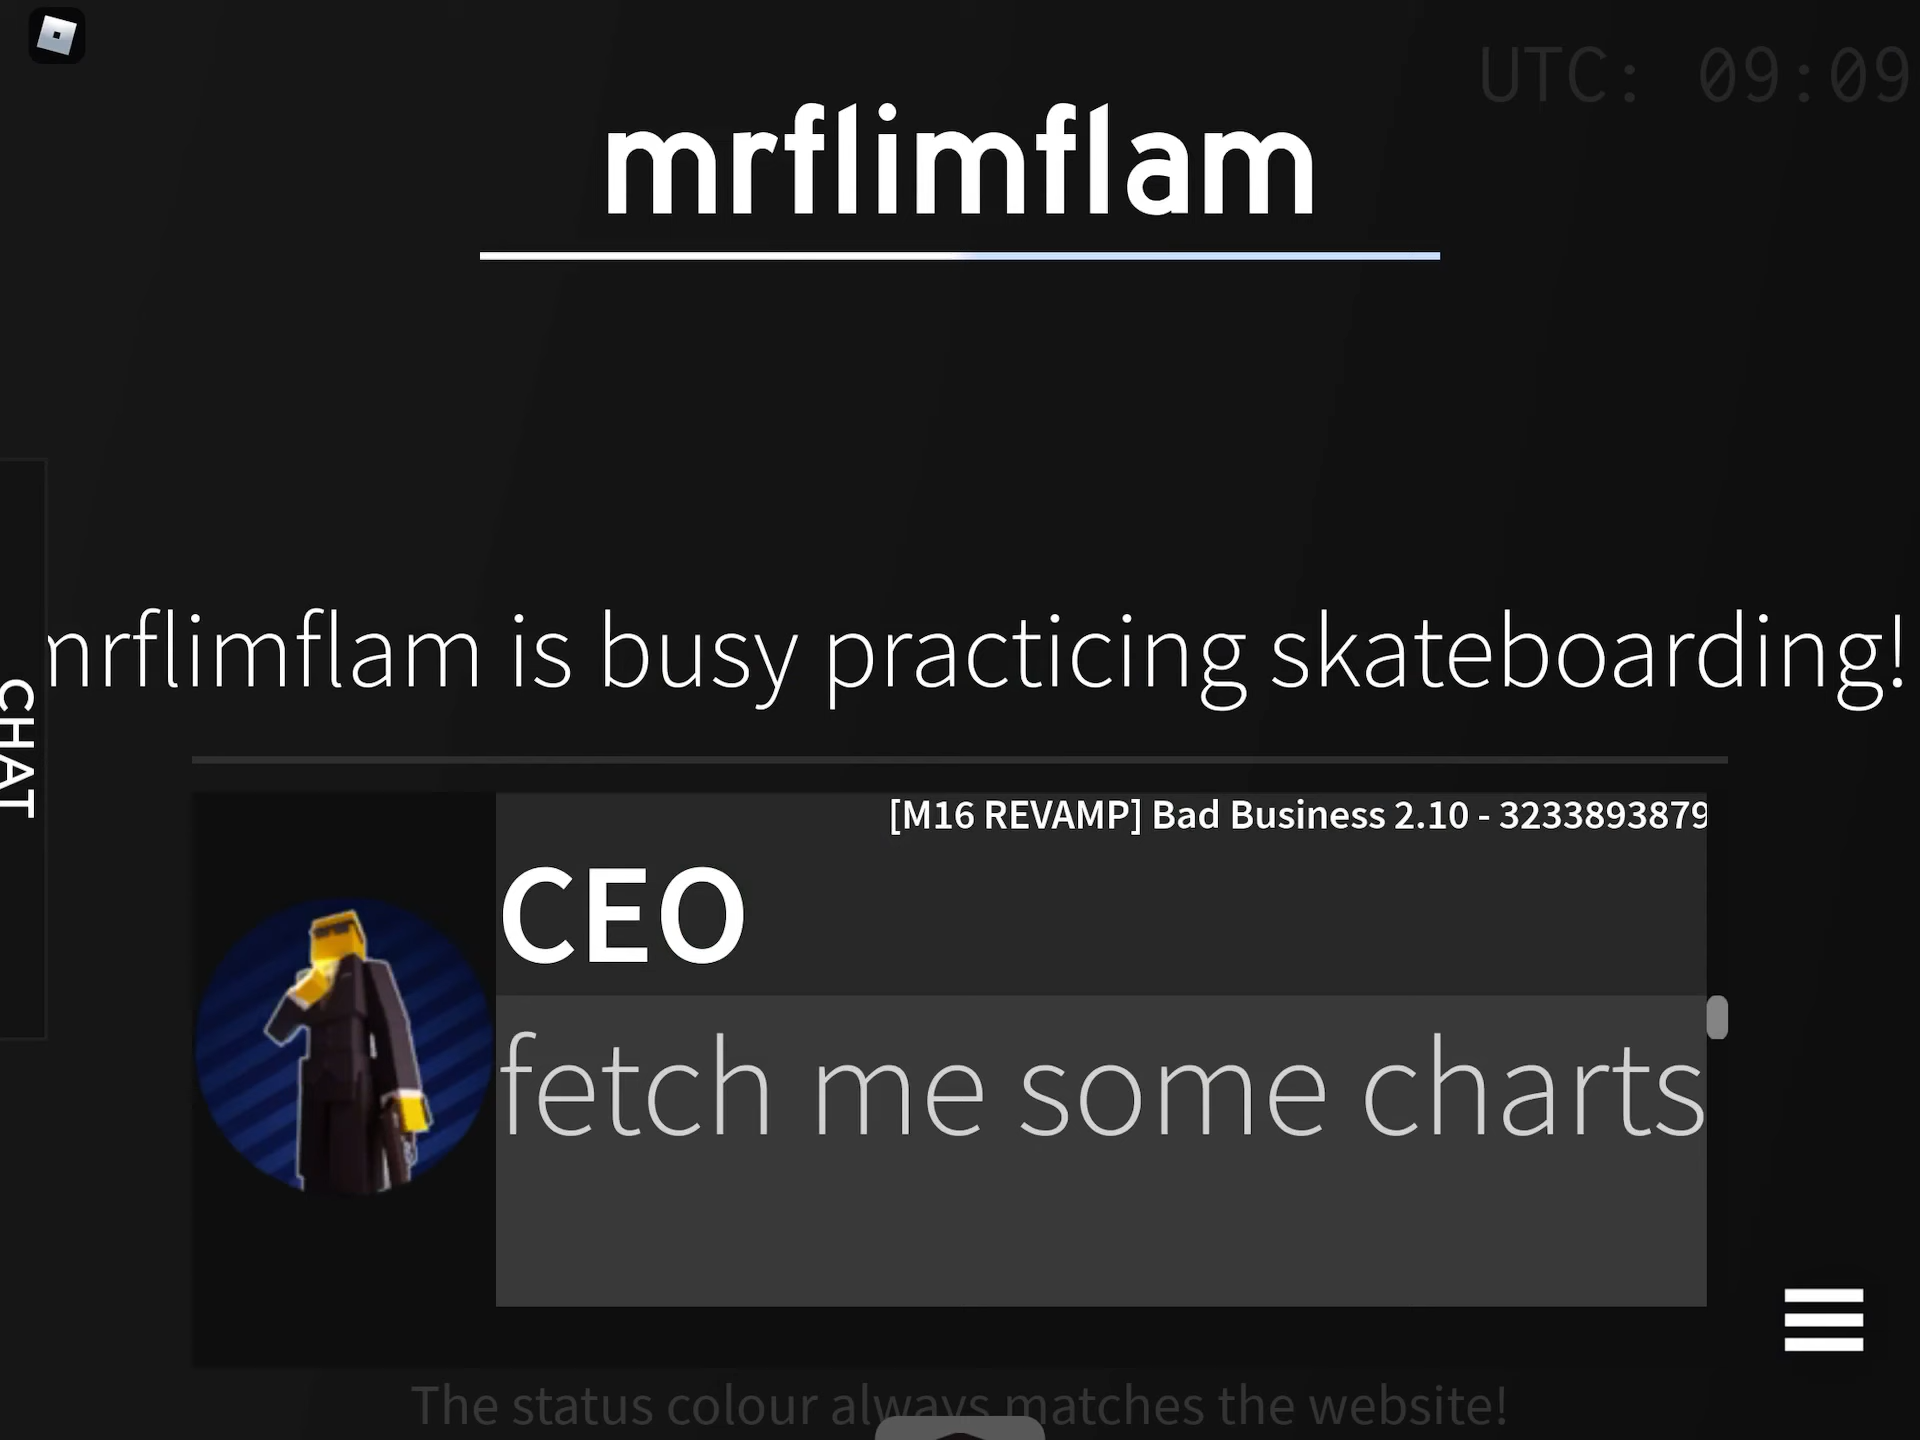 UTC: 09:09
mrflimflam
mrflimflam is busy practicing skateboarding!
CHAT
[M16 REVAMP] Bad Business 2.10 - 3233893879
CEO
fetch me some charts
The status colour always matches the website!